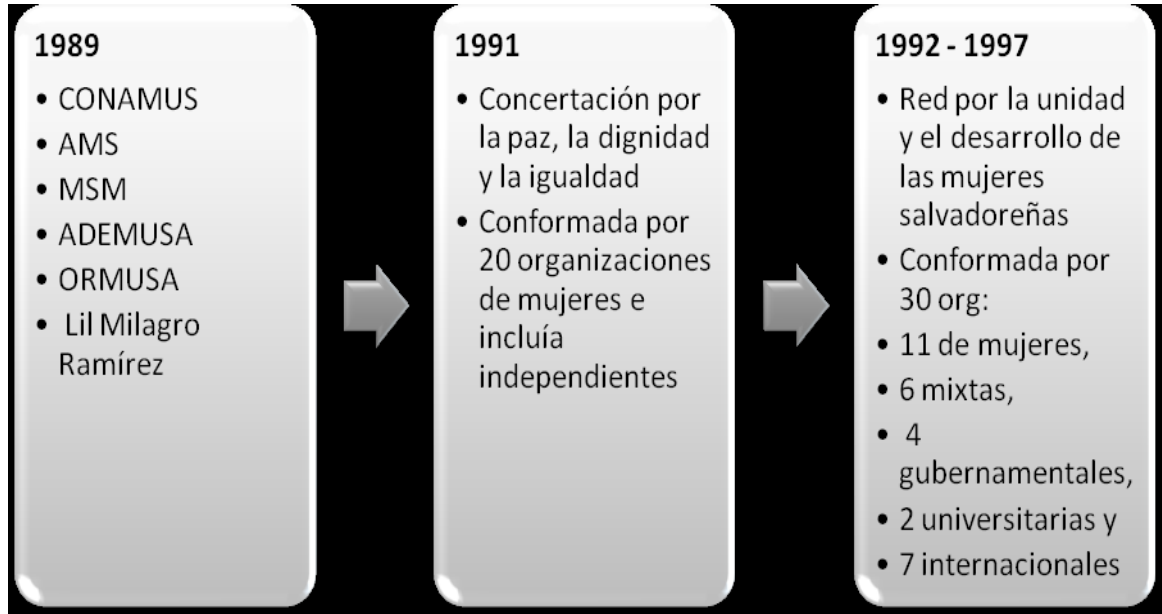 1989
• CONAMUS
• AMS
• MSM
• ADEMUSA
• ORMUSA
• Lil Milagro
Ramírez
1991
• Concertación por
la paz, la dignidad
y la igualdad
• Conformada por
20 organizaciones
de mujeres e
incluía
independientes
1992 - 1997
• Red por la unidad
y el desarrollo de
las mujeres
salvadoreñas
• Conformada por
30 org:
• 11 de mujeres,
• 6 mixtas,
• 4
gubernamentales,
• 2 universitarias y
• 7 internacionales